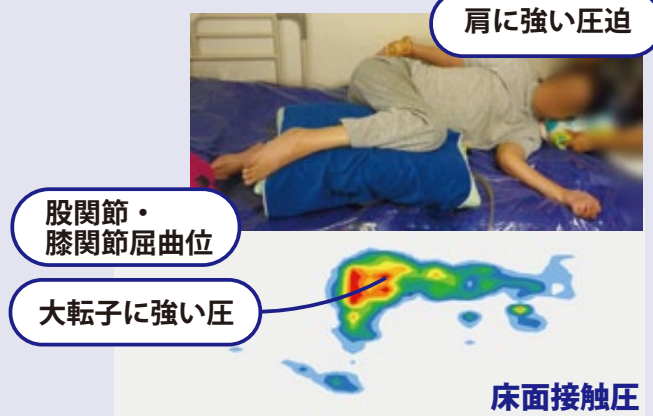 肩に強い圧迫
股関節・
膝関節屈曲位
大転子に強い圧
床面接触圧